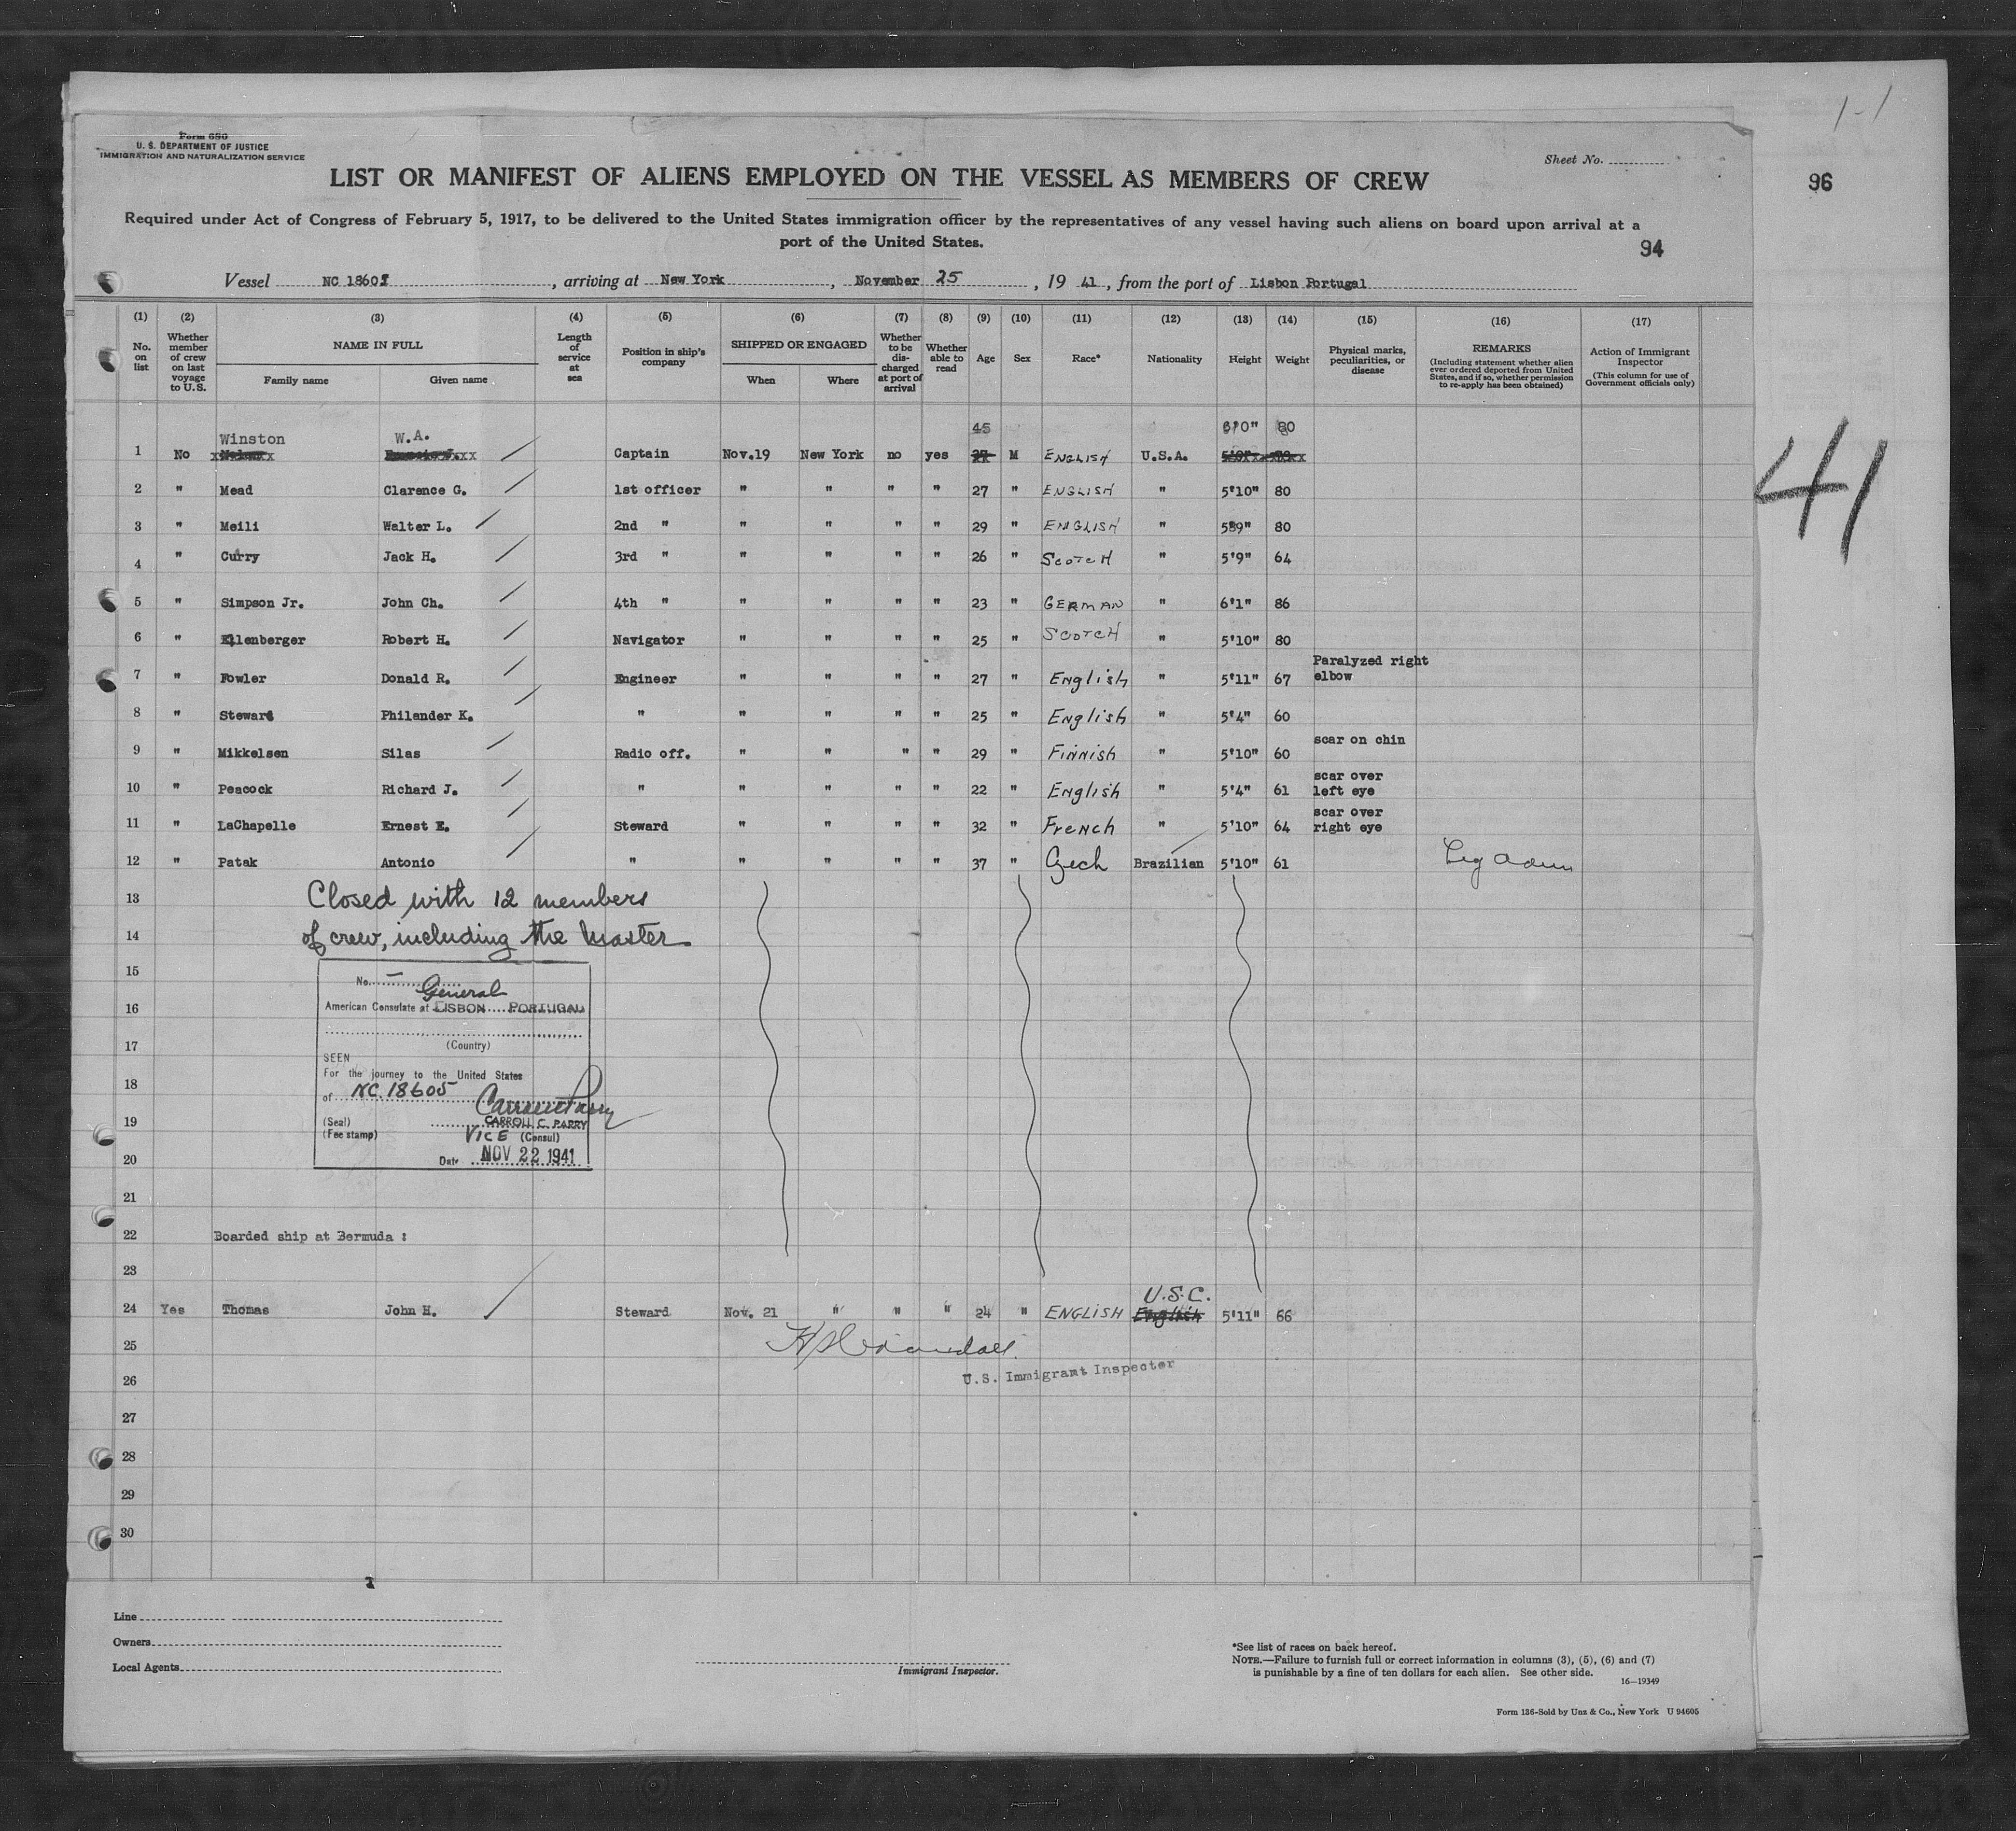 1-1
Form 686
U. S. DEPARTMENT OF JUSTICE
IMMIGRATION AND NATURALIZATION SERVICE
Sheet No.
LIST OR MANIFEST OF ALIENS EMPLOYED ON THE VESSEL AS MEMBERS OF CREW
96
Required under Act of Congress of February 5, 1917, to be delivered to the United States immigration officer by the representatives of any vessel having such aliens on board upon arrival at a
port of the United States.
94
Vessel NC 18605, arriving at New York, November 25, 19 41, from the port of Lisbon Portugal
(1) No. on list
(2) Whether member of crew on last voyage to U.S.
(3) NAME IN FULL Family name Given name
(4) Length of service at sea
(5) Position in ship's company
(6) SHIPPED OR ENGAGED When Where
(7) Whether to be dis-charged at port of arrival
(8) Whether able to read
(9) Age
(10) Sex
(11) Race*
(12) Nationality
(13) Height
(14) Weight
(15) Physical marks, peculiarities, or disease
(16) REMARKS (Including statement whether alien ever ordered deported from United States, and if so, whether permission to re-apply has been obtained)
(17) Action of Immigrant Inspector (This column for use of Government officials only)
Winston W.A. 45 6'0" 80
1 No Captain Nov.19 New York no yes M ENGLISH U.S.A.
2 " Mead Clarence G. 1st officer " " " " 27 " ENGLISH " 5'10" 80
3 " Meili Walter L. 2nd " " " " " 29 " ENGLISH " 5'9" 80
4 " Curry Jack H. 3rd " " " " " 26 " SCOTCH " 5'9" 64
5 " Simpson Jr. John Ch. 4th " " " " " 23 " GERMAN " 6'1" 86
6 " Ellenberger Robert H. Navigator " " " " 25 " SCOTCH " 5'10" 80
7 " Fowler Donald R. Engineer " " " " 27 " English " 5'11" 67 Paralyzed right elbow
8 " Stewart Philander K. " " " " " 25 " English " 5'4" 60
9 " Mikkelsen Silas Radio off. " " " " 29 " Finnish " 5'10" 60 scar on chin
10 " Peacock Richard J. " " " " " 22 " English " 5'4" 61 scar over left eye
11 " LaChapelle Ernest E. Steward " " " " 32 " French " 5'10" 64 scar over right eye
12 " Patak Antonio " " " " " 37 " Czech Brazilian 5'10" 61
13 Closed with 12 members
14 of crew, including the Master
15
No. —
General
16 American Consulate at LISBON PORTUGAL
17 (Country)
SEEN
18 For the journey to the United States
of NC. 18605
19 (Seal) CARROLL C. PARRY
(Fee stamp) VICE (Consul)
20 Date NOV 22 1941
21
22 Boarded ship at Bermuda :
23
U.S.C.
24 Yes Thomas John H. Steward Nov. 21 " " " 24 " ENGLISH English 5'11" 66
25
26 U.S. Immigrant Inspector
27
28
29
30
41
Line
Owners
Local Agents
Immigrant Inspector.
*See list of races on back hereof.
NOTE.—Failure to furnish full or correct information in columns (3), (5), (6) and (7)
is punishable by a fine of ten dollars for each alien. See other side.
16—19349
Form 136-Sold by Unz & Co., New York U 94605